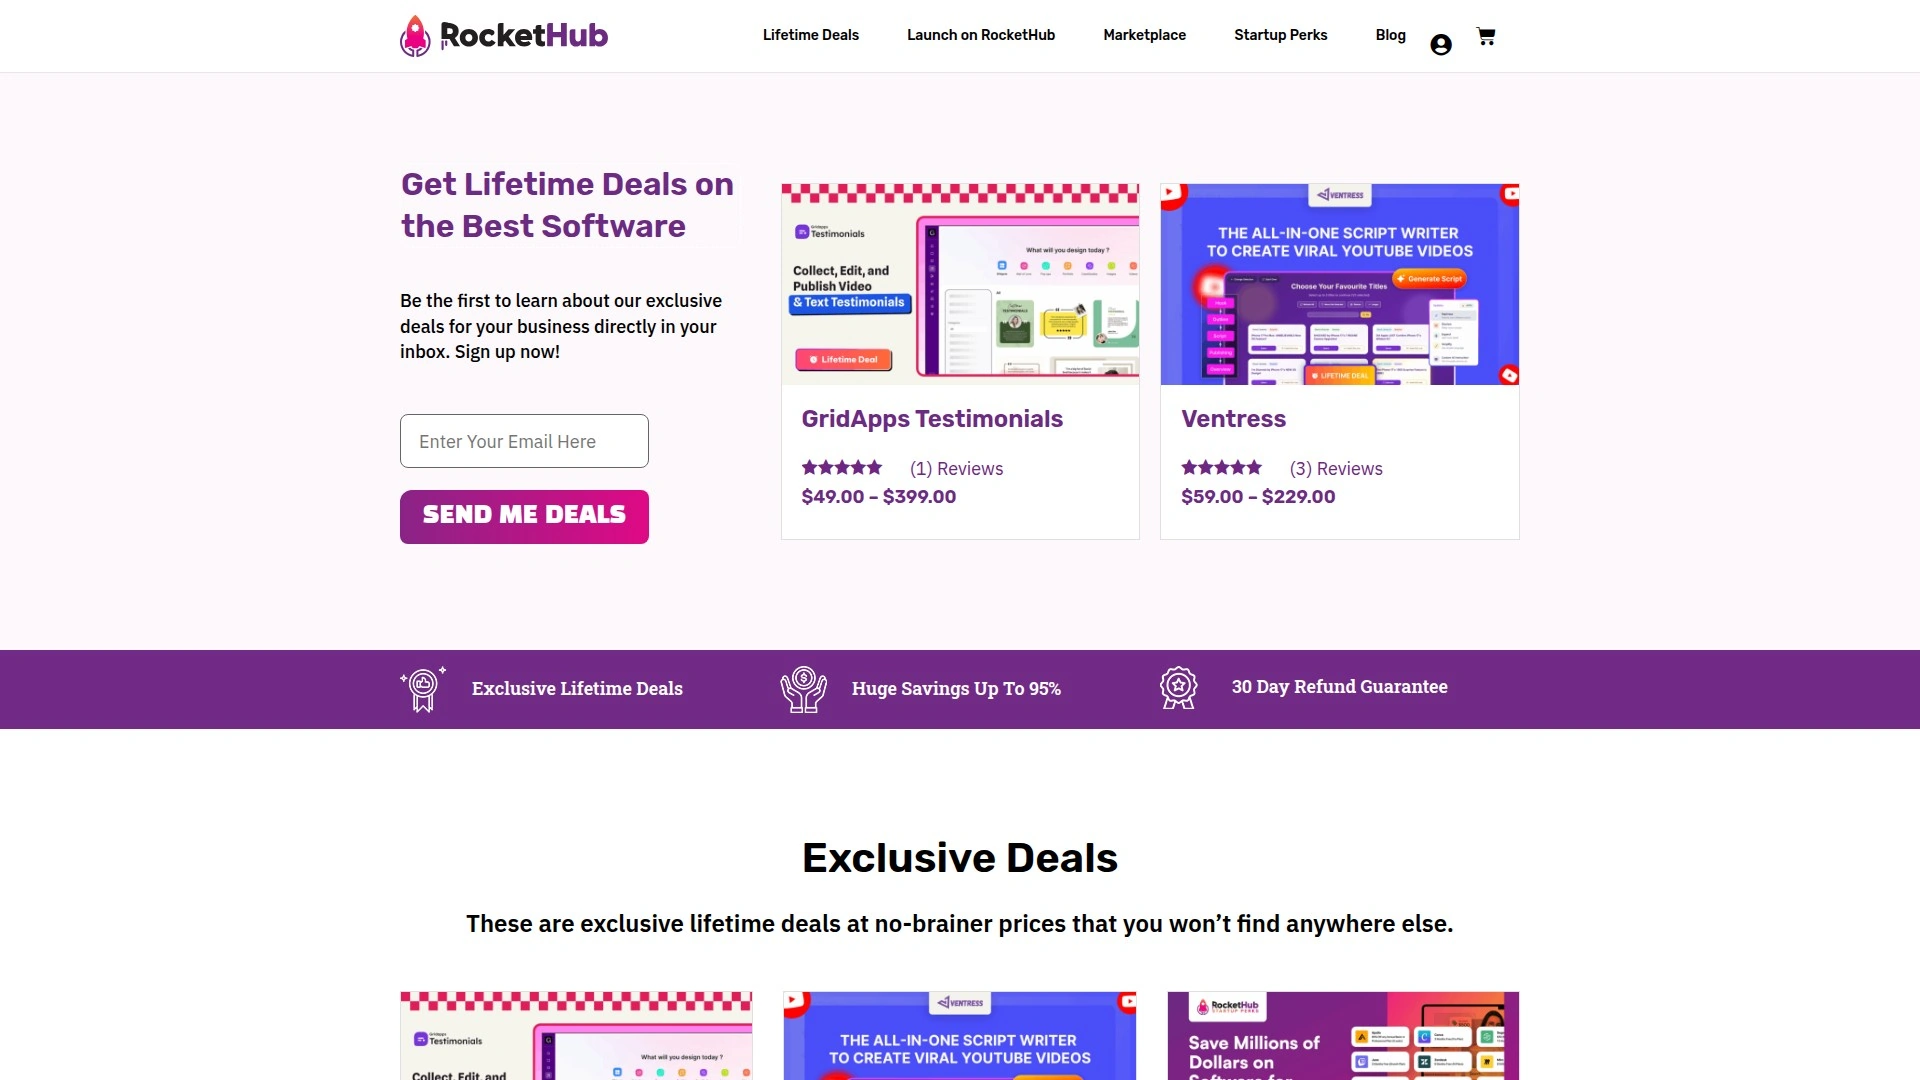 RocketHub
Lifetime Deals
Launch on RocketHub
Marketplace
Startup Perks
Blog
Get Lifetime Deals on
the Best Software
Be the first to learn about our exclusive
deals for your business directly in your
inbox. Sign up now!
Enter Your Email Here
SEND ME DEALS
Testimonials
Collect, Edit, and
Publish Video
& Text Testimonials
Lifetime Deal
What will you design today ?
GridApps Testimonials
(1) Reviews
$49.00 – $399.00
VENTRESS
THE ALL-IN-ONE SCRIPT WRITER
TO CREATE VIRAL YOUTUBE VIDEOS
Generate Script
Choose Your Favourite Titles
LIFETIME DEAL
Ventress
(3) Reviews
$59.00 – $229.00
Exclusive Lifetime Deals
Huge Savings Up To 95%
30 Day Refund Guarantee
Exclusive Deals
These are exclusive lifetime deals at no-brainer prices that you won’t find anywhere else.
Testimonials
Collect, Edit, and
What will you design today ?
VENTRESS
THE ALL-IN-ONE SCRIPT WRITER
TO CREATE VIRAL YOUTUBE VIDEOS
RocketHub
STARTUP PERKS
Save Millions of
Dollars on
Software for